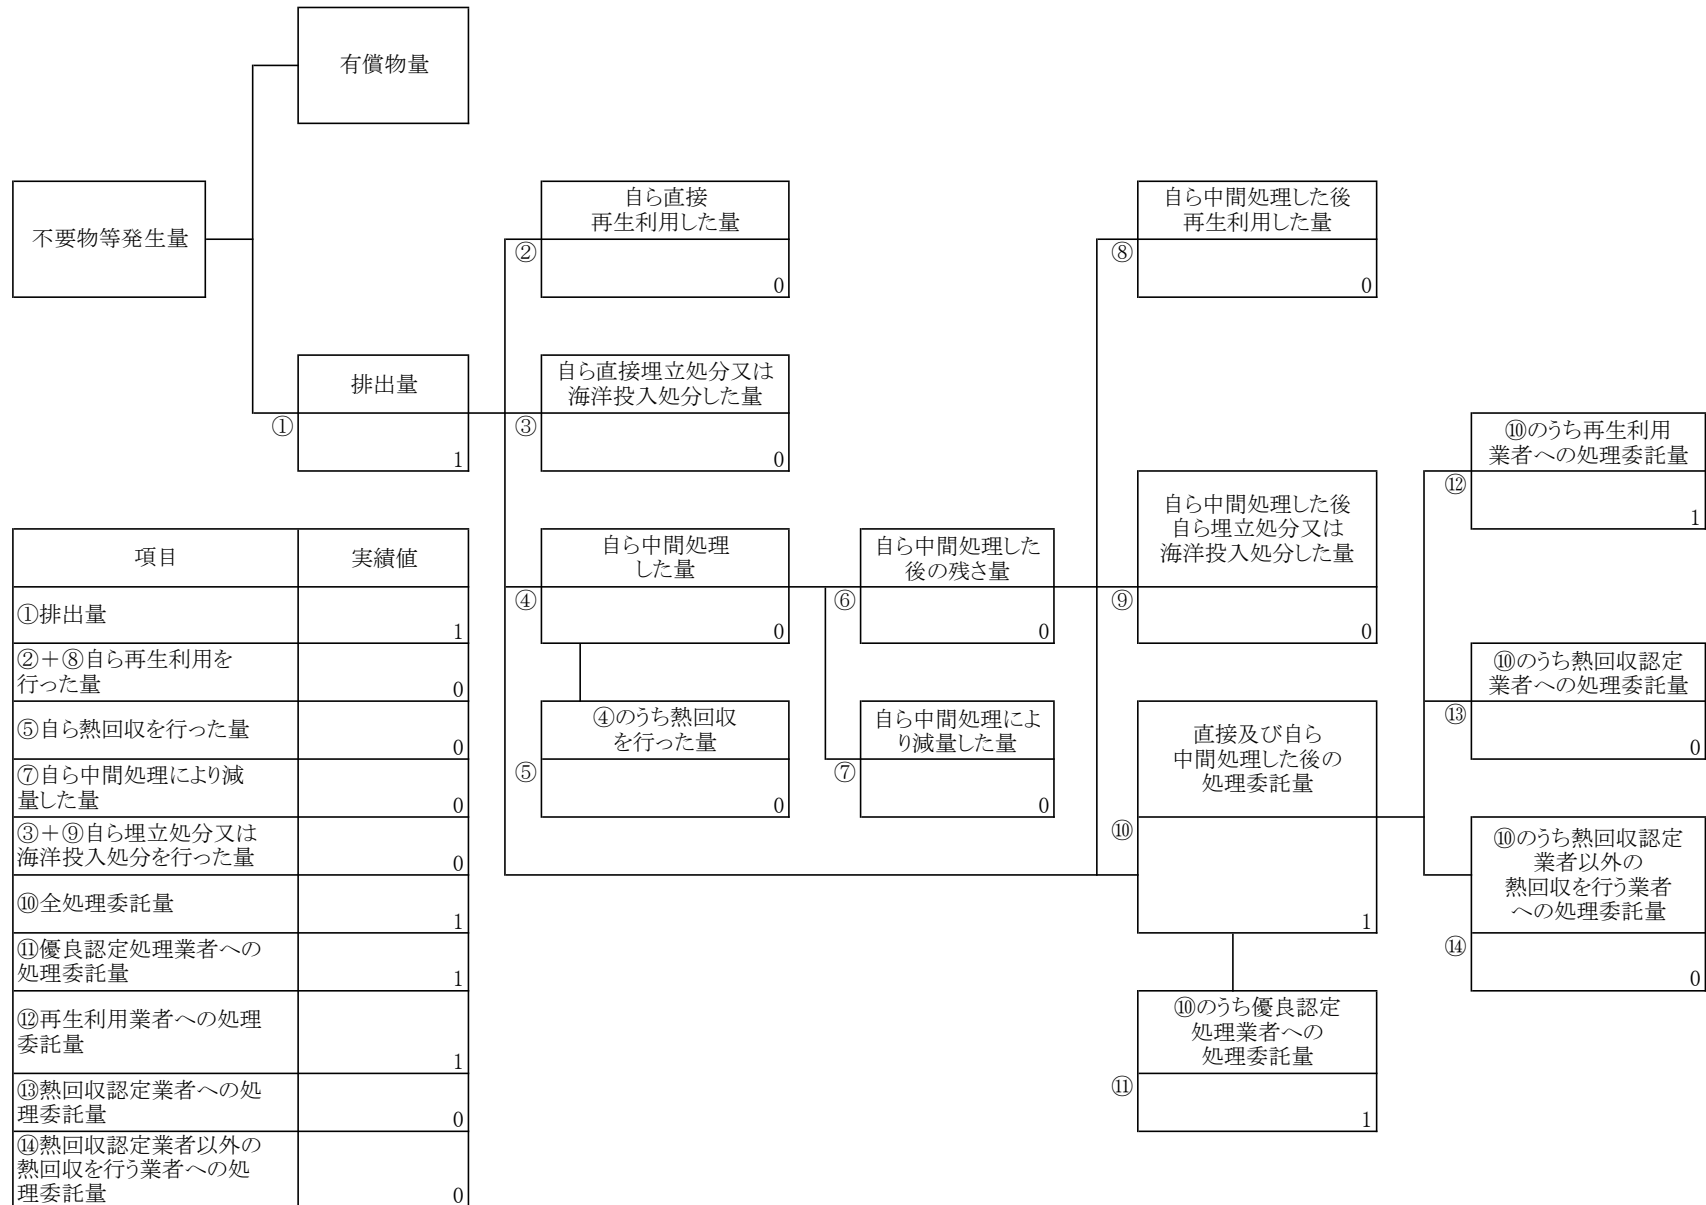 有償物量
不要物等発生量
自ら直接
再生利用した量
②
0
自ら中間処理した後
再生利用した量
⑧
0
排出量
①
1
自ら直接埋立処分又は
海洋投入処分した量
③
0
⑩のうち再生利用
業者への処理委託量
⑫
1
自ら中間処理した後
自ら埋立処分又は
海洋投入処分した量
⑨
0
自ら中間処理
した量
④
0
自ら中間処理した
後の残さ量
⑥
0
⑩のうち熱回収認定
業者への処理委託量
⑬
0
④のうち熱回収
を行った量
⑤
0
自ら中間処理によ
り減量した量
⑦
0
直接及び自ら
中間処理した後の
処理委託量
⑩
1
⑩のうち熱回収認定
業者以外の
熱回収を行う業者
への処理委託量
⑭
0
⑩のうち優良認定
処理業者への
処理委託量
⑪
1
項目 実績値
①排出量
1
②+⑧自ら再生利用を
行った量
0
⑤自ら熱回収を行った量
0
⑦自ら中間処理により減
量した量
0
③+⑨自ら埋立処分又は
海洋投入処分を行った量
0
⑩全処理委託量
1
⑪優良認定処理業者への
処理委託量
1
⑫再生利用業者への処理
委託量
1
⑬熱回収認定業者への処
理委託量
0
⑭熱回収認定業者以外の
熱回収を行う業者への処
理委託量
0